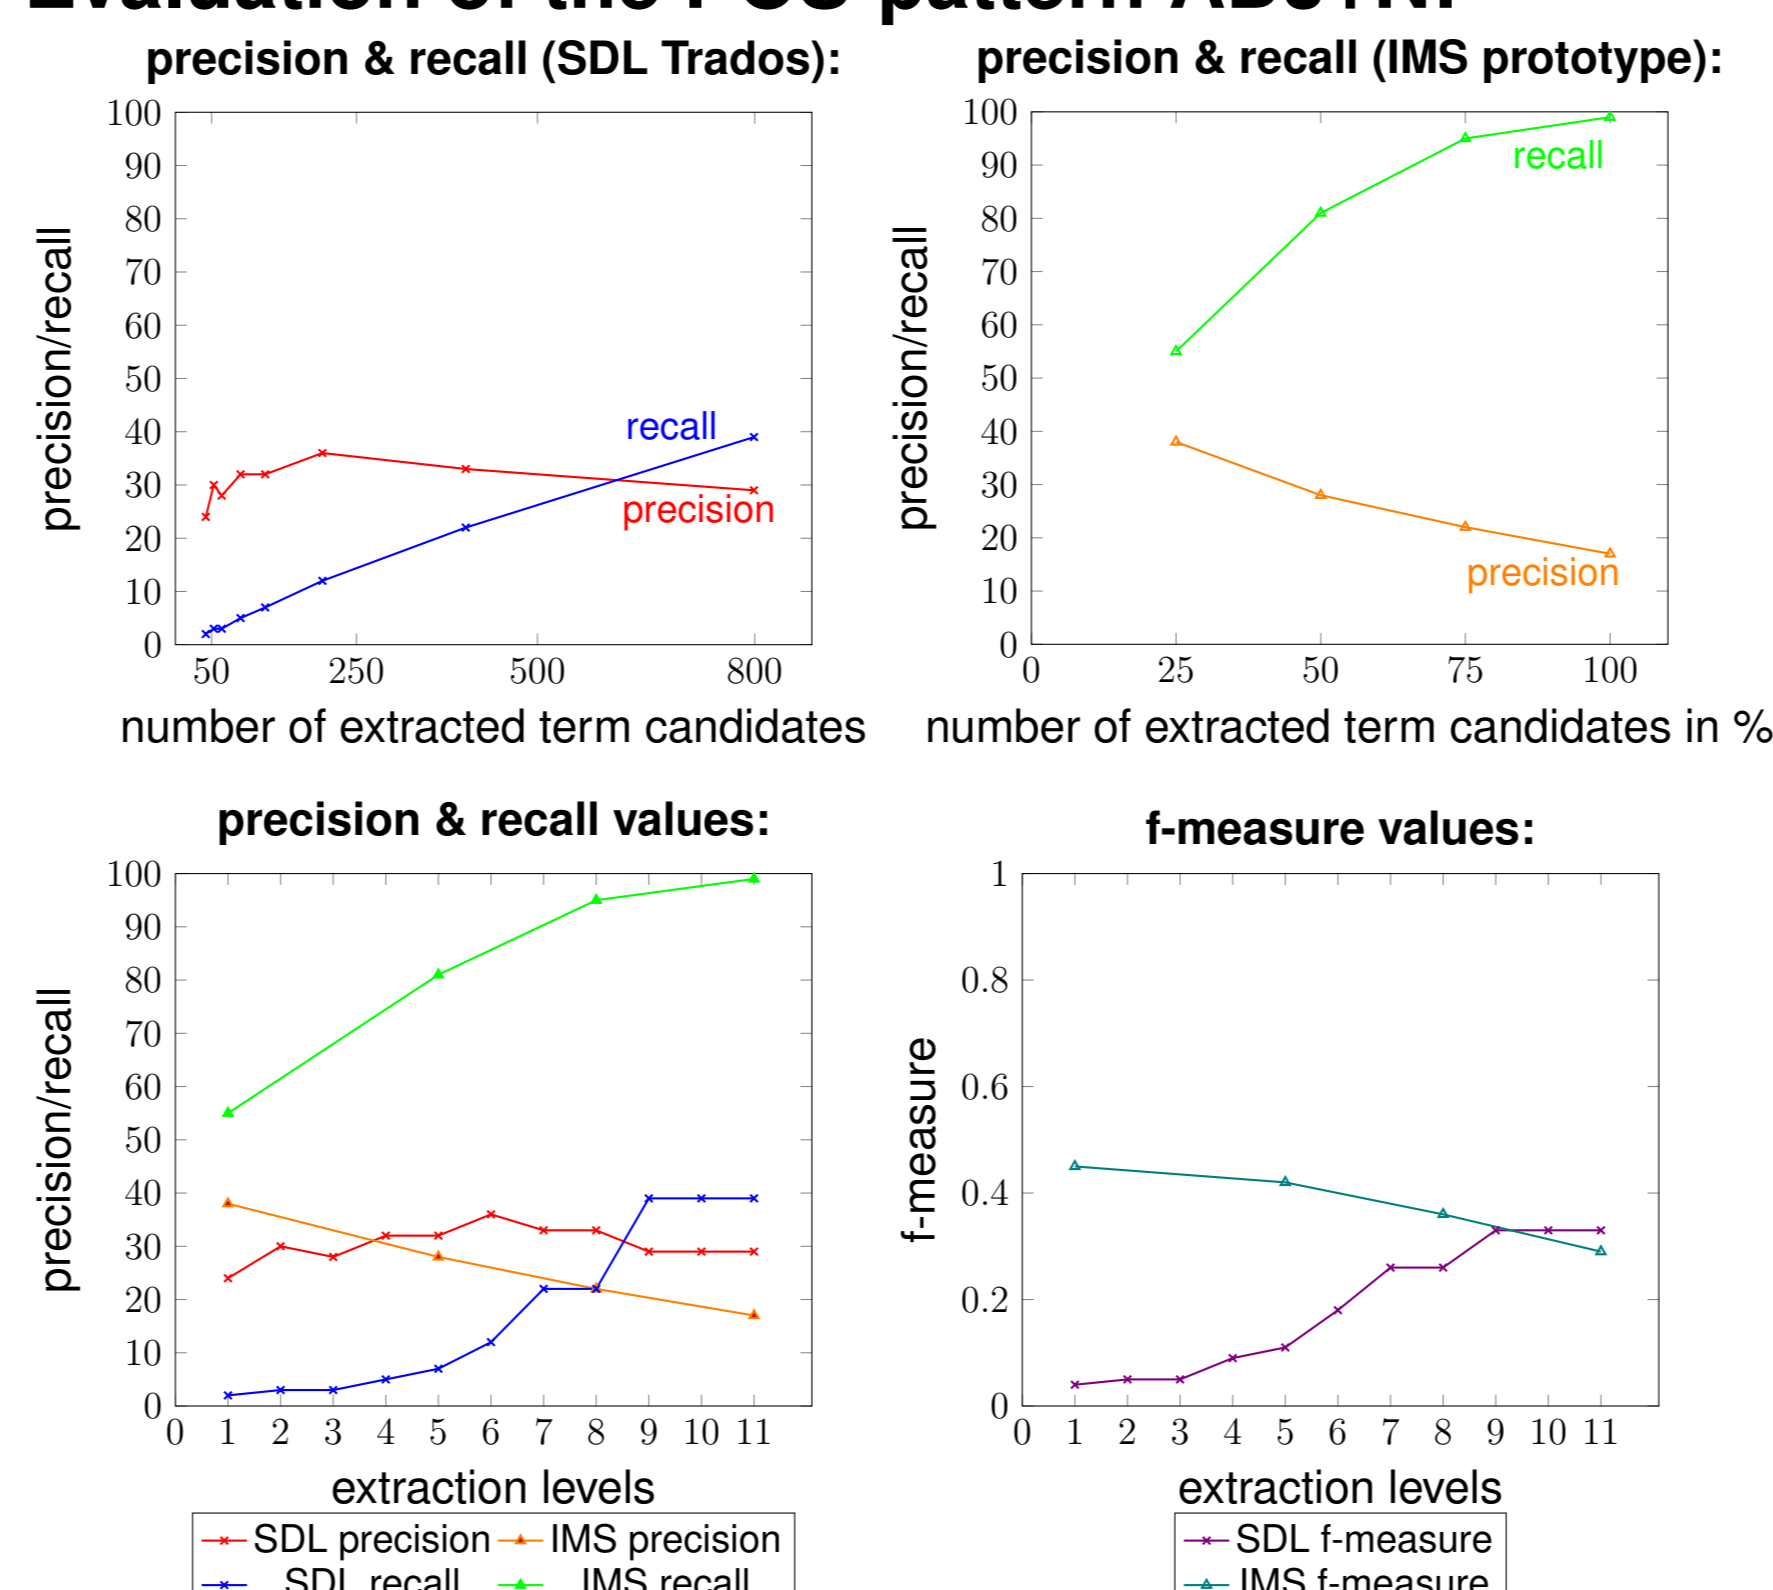 precision & recall (SDL Trados):
100
90
80
70
60
50
40
30
20
10
0
precision/recall
recall
precision
50 250 500 800
number of extracted term candidates
precision & recall (IMS prototype):
100
90
80
70
60
50
40
30
20
10
0
precision/recall
recall
precision
0 25 50 75 100
number of extracted term candidates in %
precision & recall values:
100
90
80
70
60
50
40
30
20
10
0
precision/recall
0 1 2 3 4 5 6 7 8 9 10 11
extraction levels
SDL precision IMS precision
SDL recall IMS recall
f-measure values:
1
0.8
0.6
0.4
0.2
0
f-measure
0 1 2 3 4 5 6 7 8 9 10 11
extraction levels
SDL f-measure
IMS f-measure